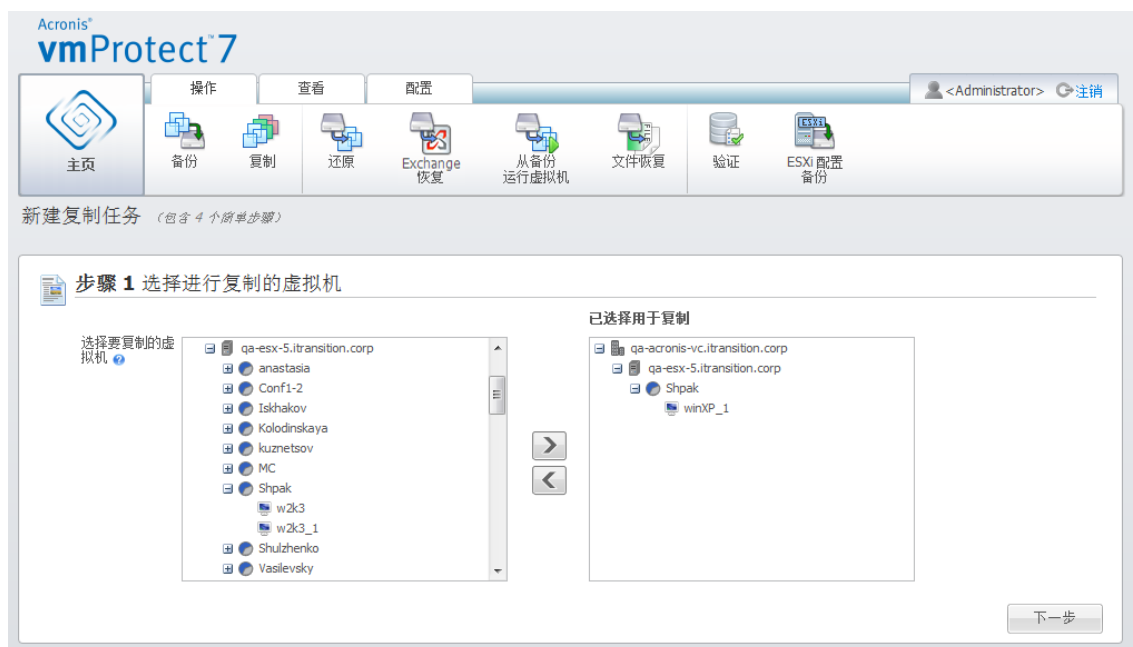 Acronis®
vmProtect™ 7
操作
查看
配置
<Administrator>
注销
主页
备份
复制
还原
Exchange
恢复
从备份
运行虚拟机
文件恢复
验证
ESXi 配置
备份
新建复制任务 (包含 4 个简单步骤)
步骤 1 选择进行复制的虚拟机
选择要复制的虚
拟机
qa-esx-5.itransition.corp
anastasia
Conf1-2
Iskhakov
Kolodinskaya
kuznetsov
MC
Shpak
w2k3
w2k3_1
Shulzhenko
Vasilevsky
已选择用于复制
qa-acronis-vc.itransition.corp
qa-esx-5.itransition.corp
Shpak
winXP_1
下一步